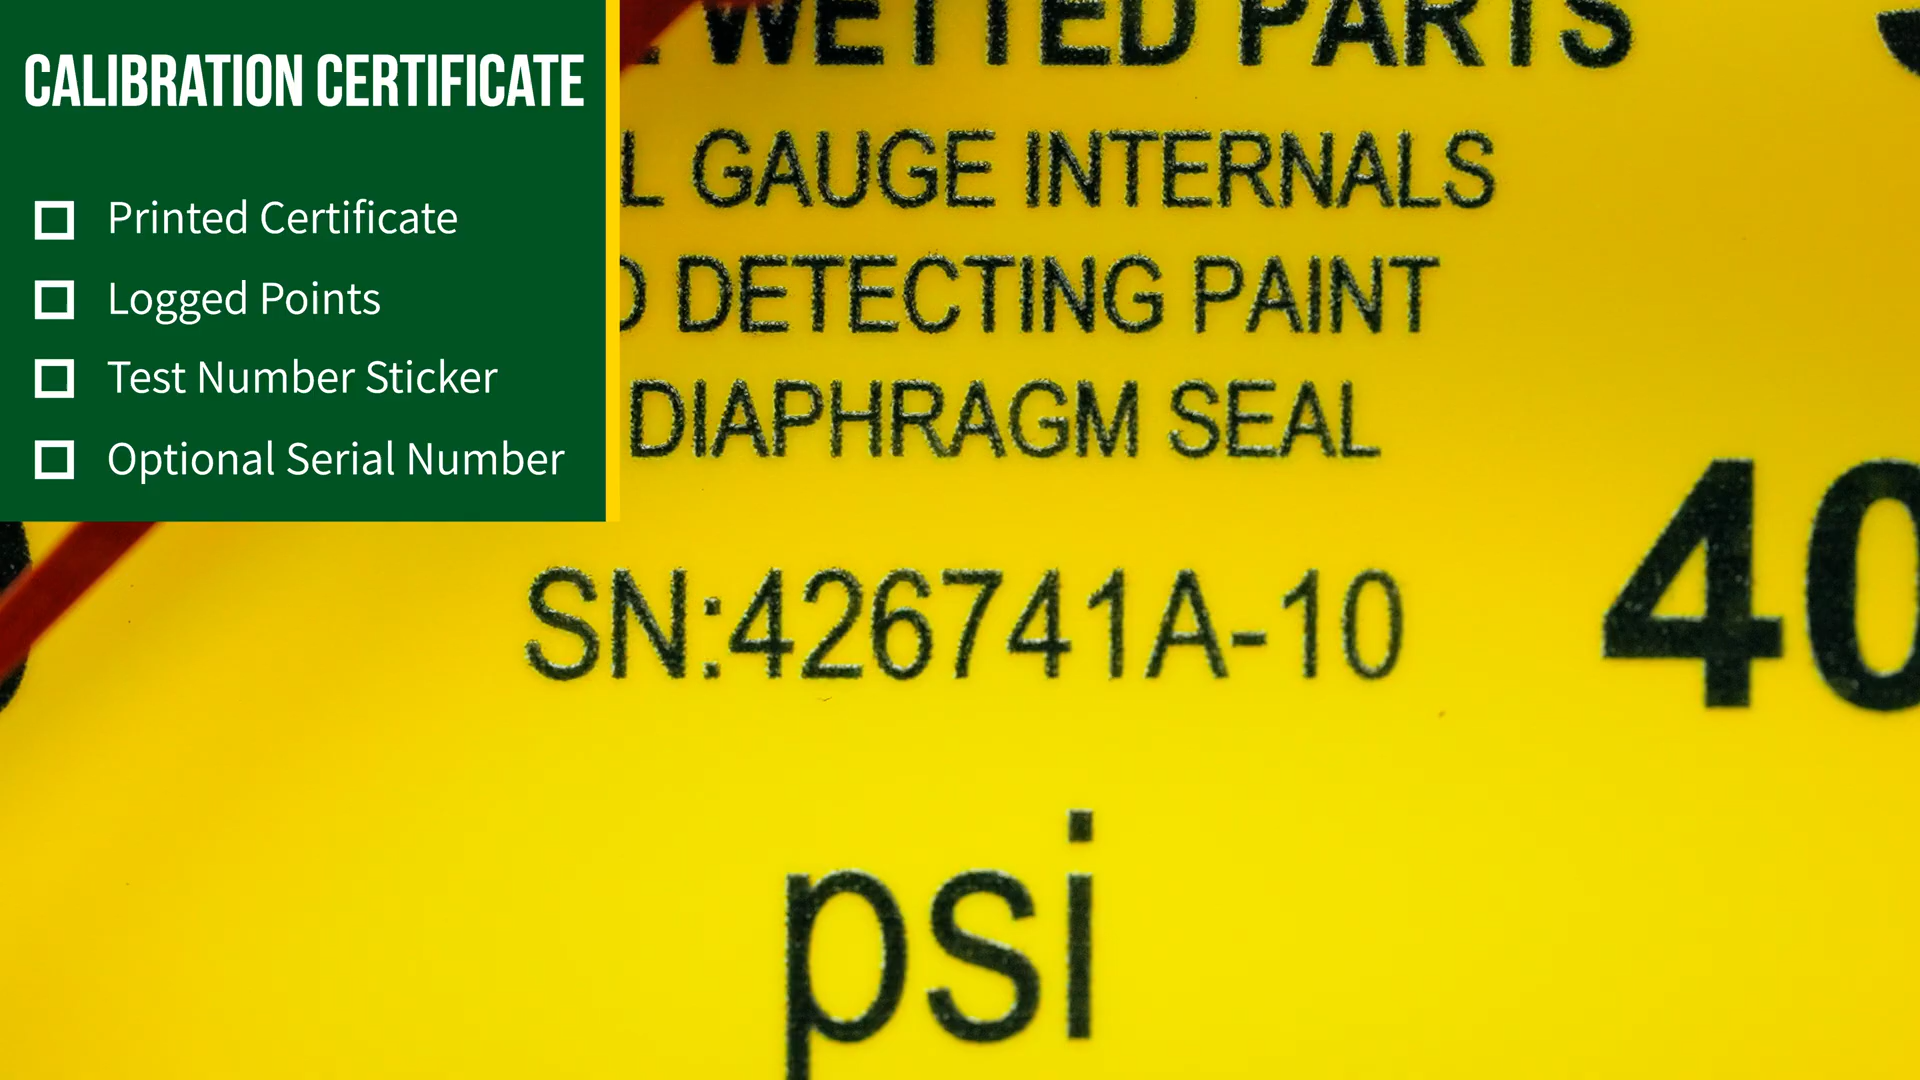 CALIBRATION CERTIFICATE
Printed Certificate
Logged Points
Test Number Sticker
Optional Serial Number
WETTED PARTS
L GAUGE INTERNALS
D DETECTING PAINT
DIAPHRAGM SEAL
SN:426741A-10
40
psi